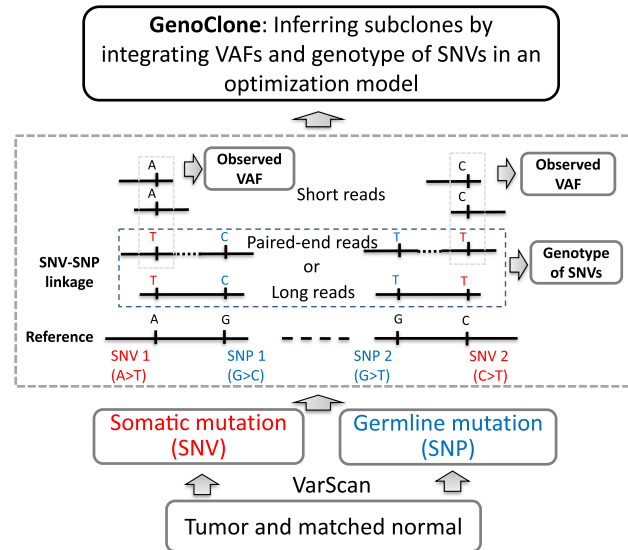 GenoClone: Inferring subclones by
integrating VAFs and genotype of SNVs in an
optimization model
A
Observed
VAF
C
Observed
VAF
A
Short reads
C
T
C
Paired-end reads
T
T
SNV-SNP
linkage
or
Genotype
of SNVs
T
C
Long reads
T
T
Reference
A
G
G
C
SNV 1
(A>T)
SNP 1
(G>C)
SNP 2
(G>T)
SNV 2
(C>T)
Somatic mutation
(SNV)
Germline mutation
(SNP)
VarScan
Tumor and matched normal